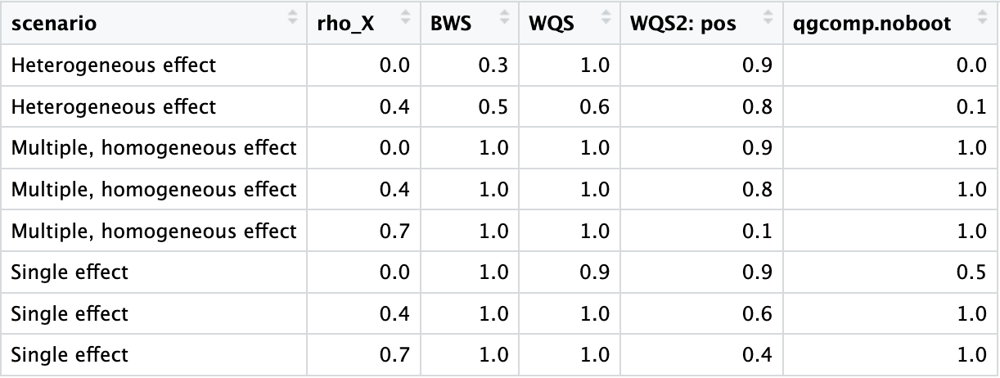 scenario rho_X BWS WQS WQS2: pos qgcomp.noboot
Heterogeneous effect 0.0 0.3 1.0 0.9 0.0
Heterogeneous effect 0.4 0.5 0.6 0.8 0.1
Multiple, homogeneous effect 0.0 1.0 1.0 0.9 1.0
Multiple, homogeneous effect 0.4 1.0 1.0 0.8 1.0
Multiple, homogeneous effect 0.7 1.0 1.0 0.1 1.0
Single effect 0.0 1.0 0.9 0.9 0.5
Single effect 0.4 1.0 1.0 0.6 1.0
Single effect 0.7 1.0 1.0 0.4 1.0